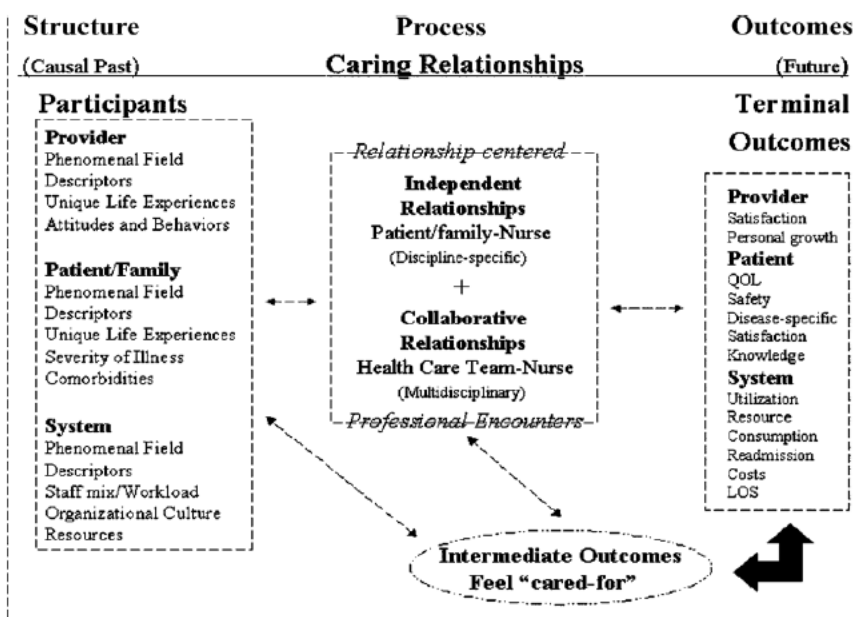 Structure
(Causal Past)
Process
Caring Relationships
Outcomes
(Future)
Participants
Provider
Phenomenal Field
Descriptors
Unique Life Experiences
Attitudes and Behaviors
Patient/Family
Phenomenal Field
Descriptors
Unique Life Experiences
Severity of Illness
Comorbidities
System
Phenomenal Field
Descriptors
Staff mix/Workload
Organizational Culture
Resources
Relationship centered
Independent
Relationships
Patient/family-Nurse
(Discipline-specific)
+
Collaborative
Relationships
Health Care Team-Nurse
(Multidisciplinary)
Professional Encounters
Terminal
Outcomes
Provider
Satisfaction
Personal growth
Patient
QOL
Safety
Disease-specific
Satisfaction
Knowledge
System
Utilization
Resource
Consumption
Readmission
Costs
LOS
Intermediate Outcomes
Feel “cared-for”